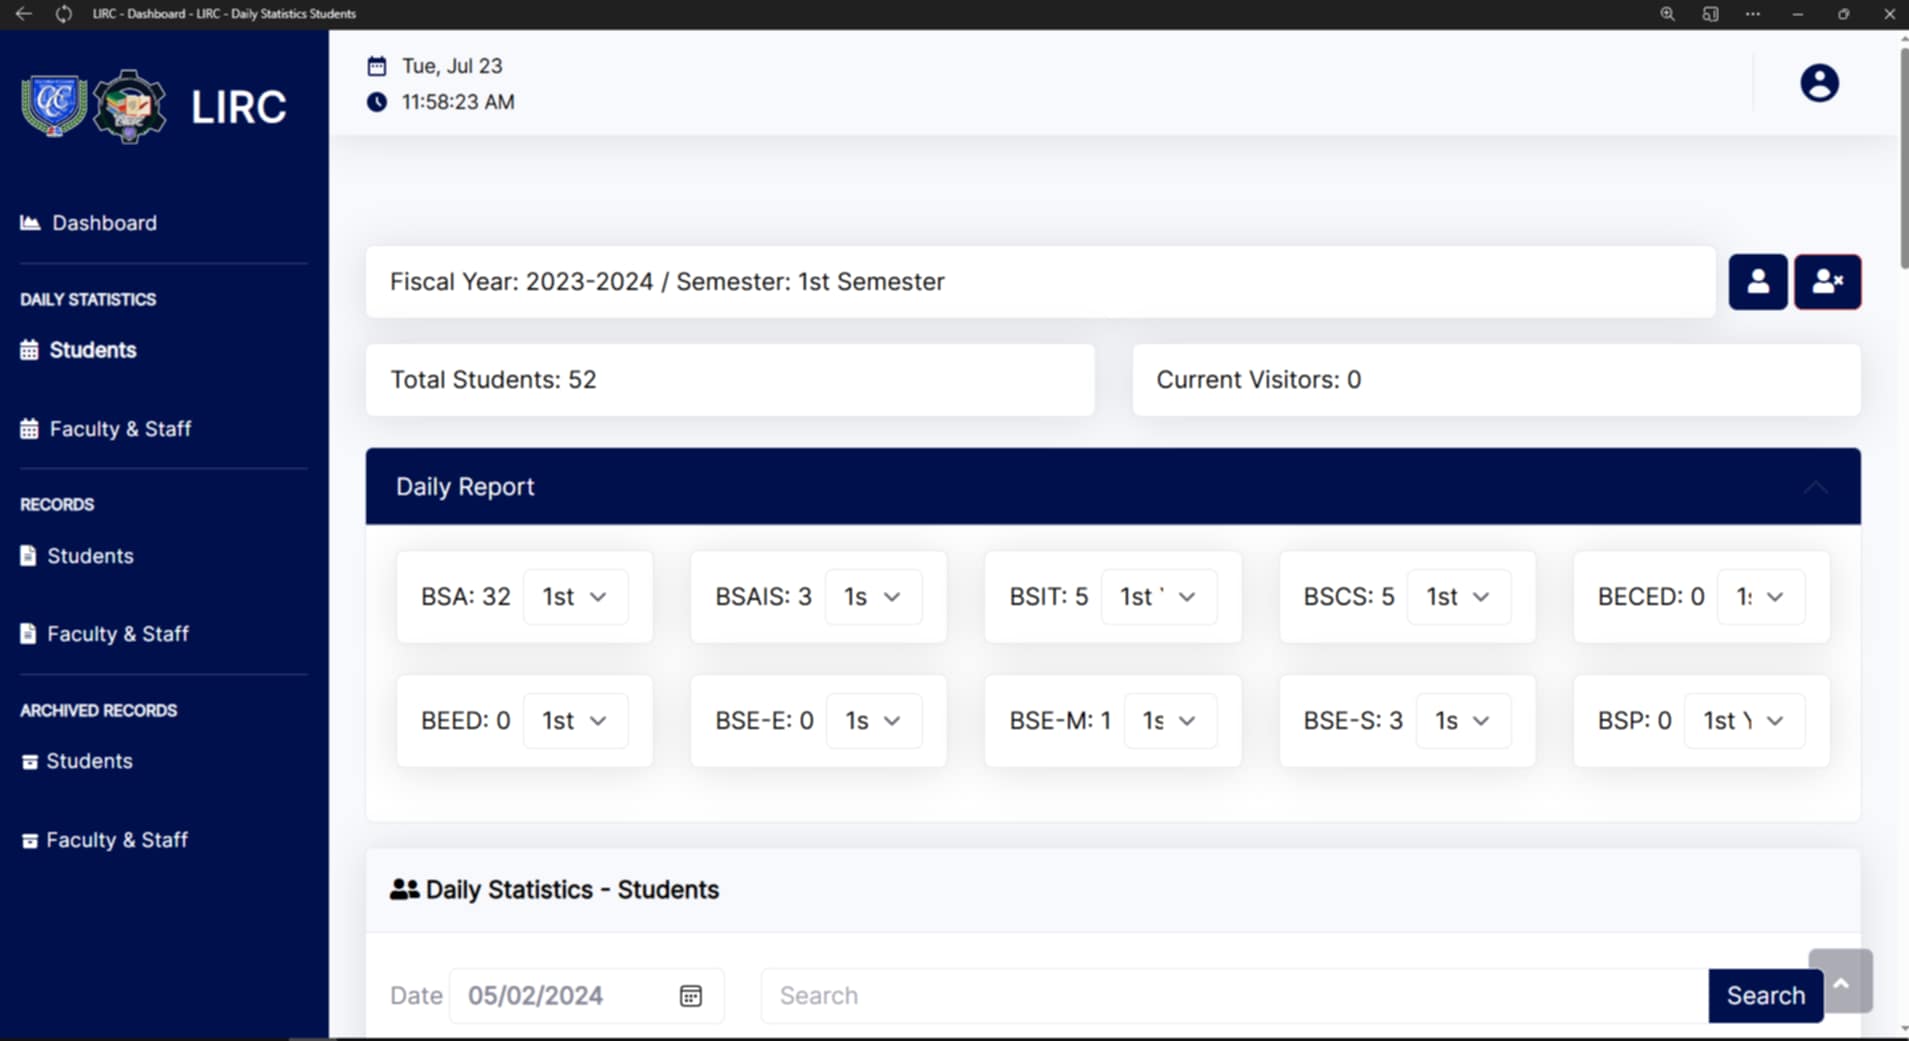 LIRC - Dashboard - LIRC - Daily Statistics Students
LIRC
Tue, Jul 23
11:58:23 AM
Dashboard
DAILY STATISTICS
Students
Faculty & Staff
RECORDS
Students
Faculty & Staff
ARCHIVED RECORDS
Students
Faculty & Staff
Fiscal Year: 2023-2024 / Semester: 1st Semester
Total Students: 52
Current Visitors: 0
Daily Report
BSA: 32 1st
BSAIS: 3 1s
BSIT: 5 1st
BSCS: 5 1st
BECED: 0 1
BEED: 0 1st
BSE-E: 0 1s
BSE-M: 1 1s
BSE-S: 3 1s
BSP: 0 1st Y
Daily Statistics - Students
Date 05/02/2024
Search
Search